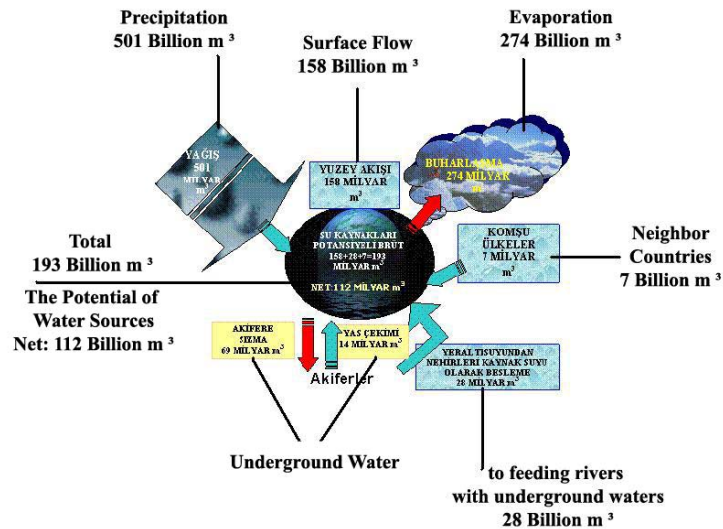 Precipitation
501 Billion m ³
Surface Flow
158 Billion m ³
Evaporation
274 Billion m ³
YAĞIŞ
501
MİLYAR
m³
YUZEY AKIŞI
158 MİLYAR
m³
BUHARLAŞMA
274 MİLYAR
m³
SU KAYNAKLARI
POTANSİYELİ BRUT
158+28+7=193
MİLYAR m³
NET:112 MİLYAR m³
KOMŞU
ÜLKELER
7 MİLYAR
m³
Neighbor
Countries
7 Billion m ³
Total
193 Billion m ³
The Potential of
Water Sources
Net: 112 Billion m ³
AKİFERE
SIZMA
69 MİLYAR m³
YAS ÇEKİMİ
14 MİLYAR m³
Akiferler
YERALTISUYUNDAN
NEHİRLERİ KAYNAK SUYU
OLARAK BESLEME
28 MİLYAR m³
Underground Water
to feeding rivers
with underground waters
28 Billion m ³